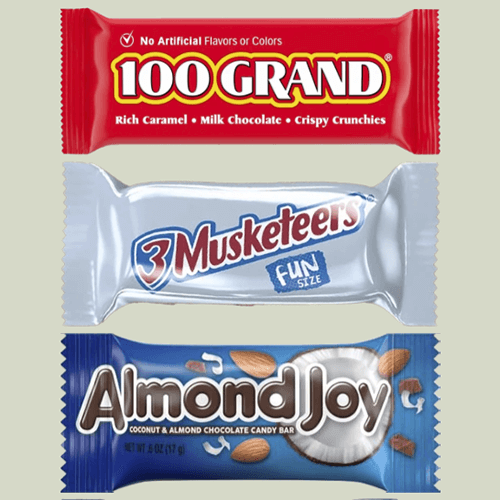 No Artificial Flavors or Colors
100 GRAND®
Rich Caramel • Milk Chocolate • Crispy Crunchies
3 Musketeers
FUN
SIZE
Almond Joy
COCONUT & ALMOND CHOCOLATE CANDY BAR
NET WT .6 OZ (17 g)